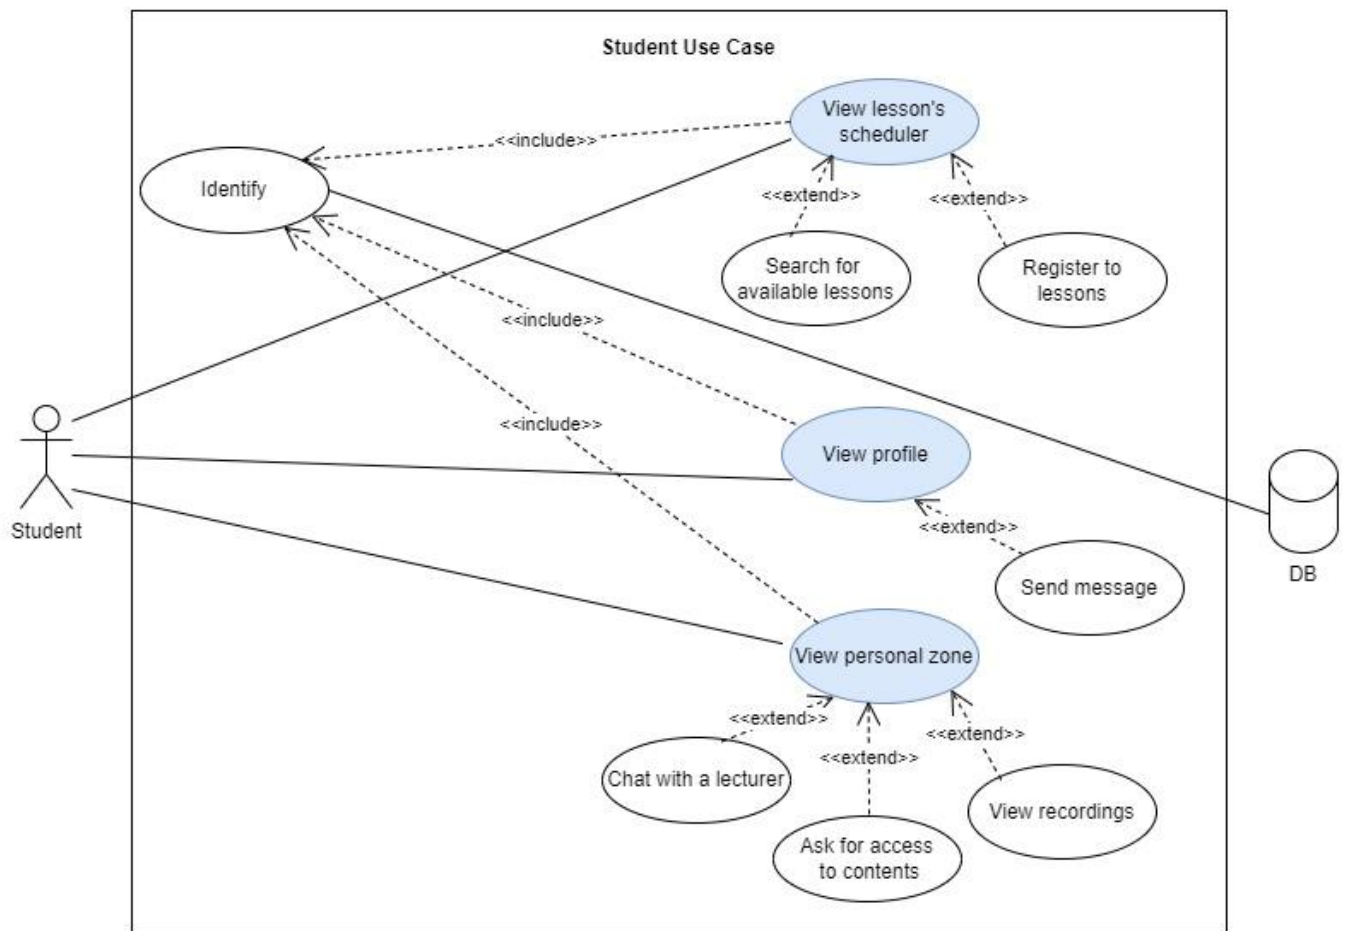 Student Use Case
View lesson's
scheduler
<<include>>
Identify
<<extend>>
<<extend>>
Search for
available lessons
Register to
lessons
<<include>>
<<include>>
View profile
Student
<<extend>>
DB
Send message
View personal zone
<<extend>>
<<extend>>
<<extend>>
Chat with a lecturer
View recordings
Ask for access
to contents